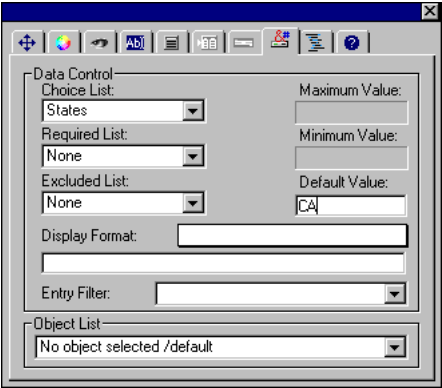 Data Control
Choice List: Maximum Value:
States
Required List: Minimum Value:
None
Excluded List: Default Value:
None CA
Display Format:
Entry Filter:
Object List
No object selected /default